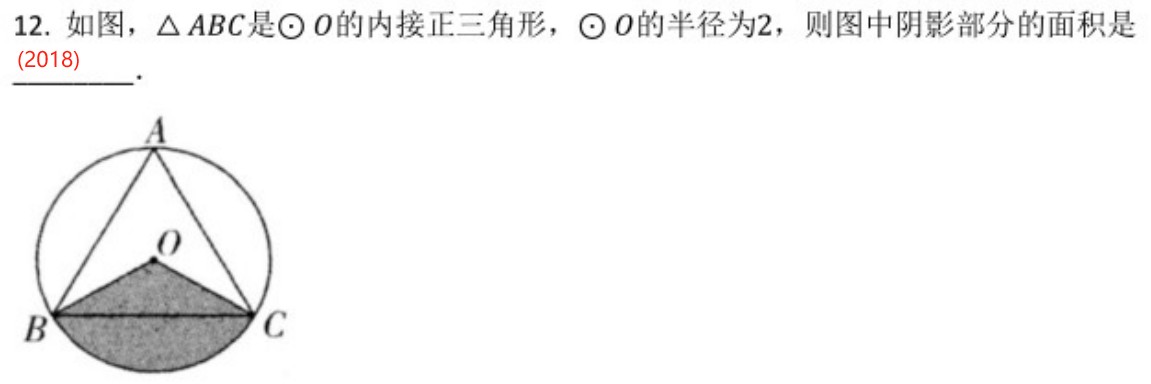 12. 如图，△ ABC是⊙ O的内接正三角形，⊙ O的半径为2，则图中阴影部分的面积是
(2018)
________.
A
O
B
C